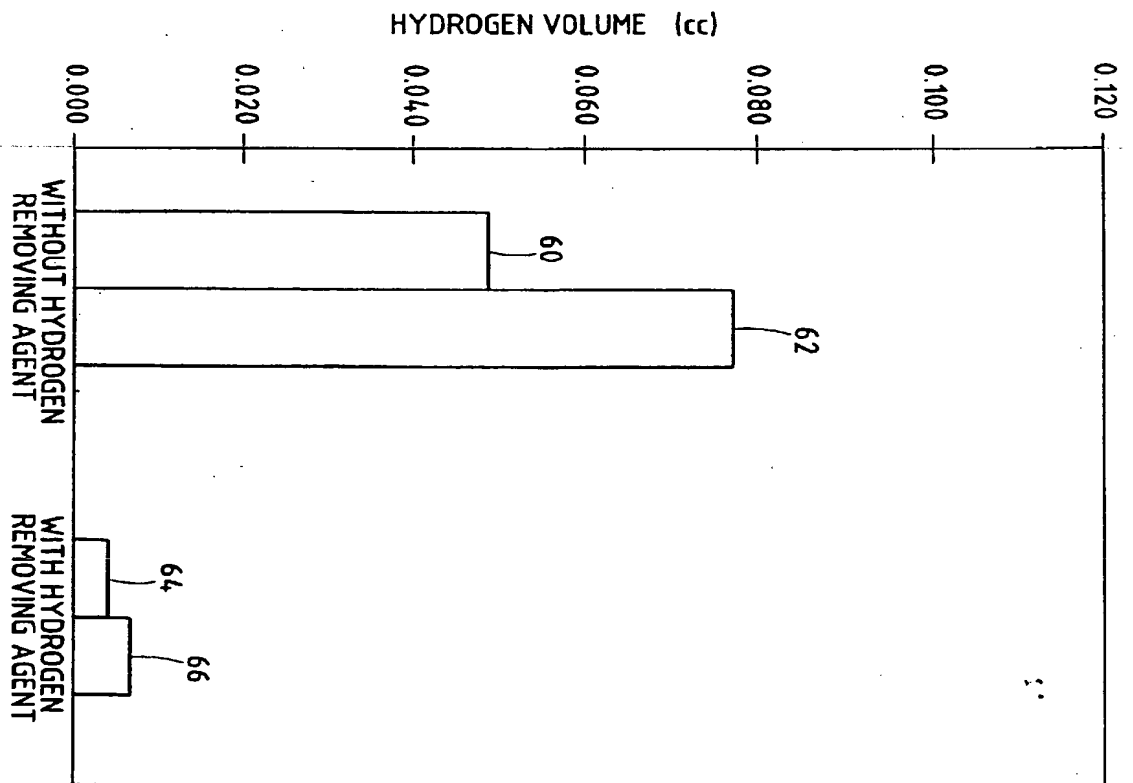 HYDROGEN VOLUME (cc)
0.000
0.020
0.040
0.060
0.080
0.100
0.120
60
62
64
66
WITHOUT HYDROGEN
REMOVING AGENT
WITH HYDROGEN
REMOVING AGENT